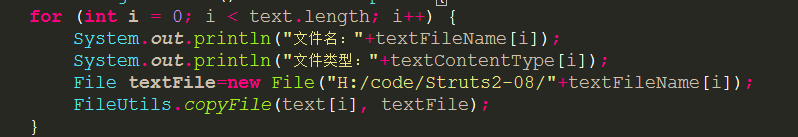 for (int i = 0; i < text.length; i++) {
System.out.println("文件名："+textFileName[i]);
System.out.println("文件类型："+textContentType[i]);
File textFile=new File("H:/code/Struts2-08/"+textFileName[i]);
FileUtils.copyFile(text[i], textFile);
}